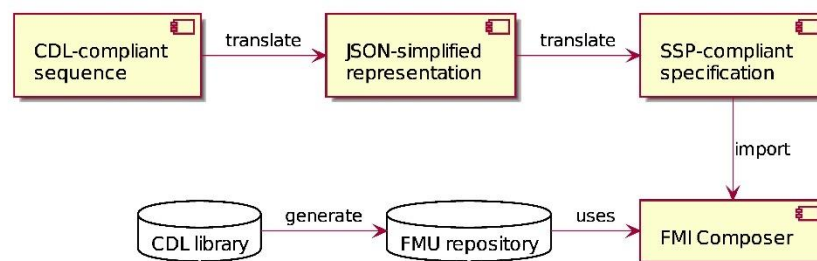 CDL-compliant
sequence
translate
JSON-simplified
representation
translate
SSP-compliant
specification
import
CDL library
generate
FMU repository
uses
FMI Composer